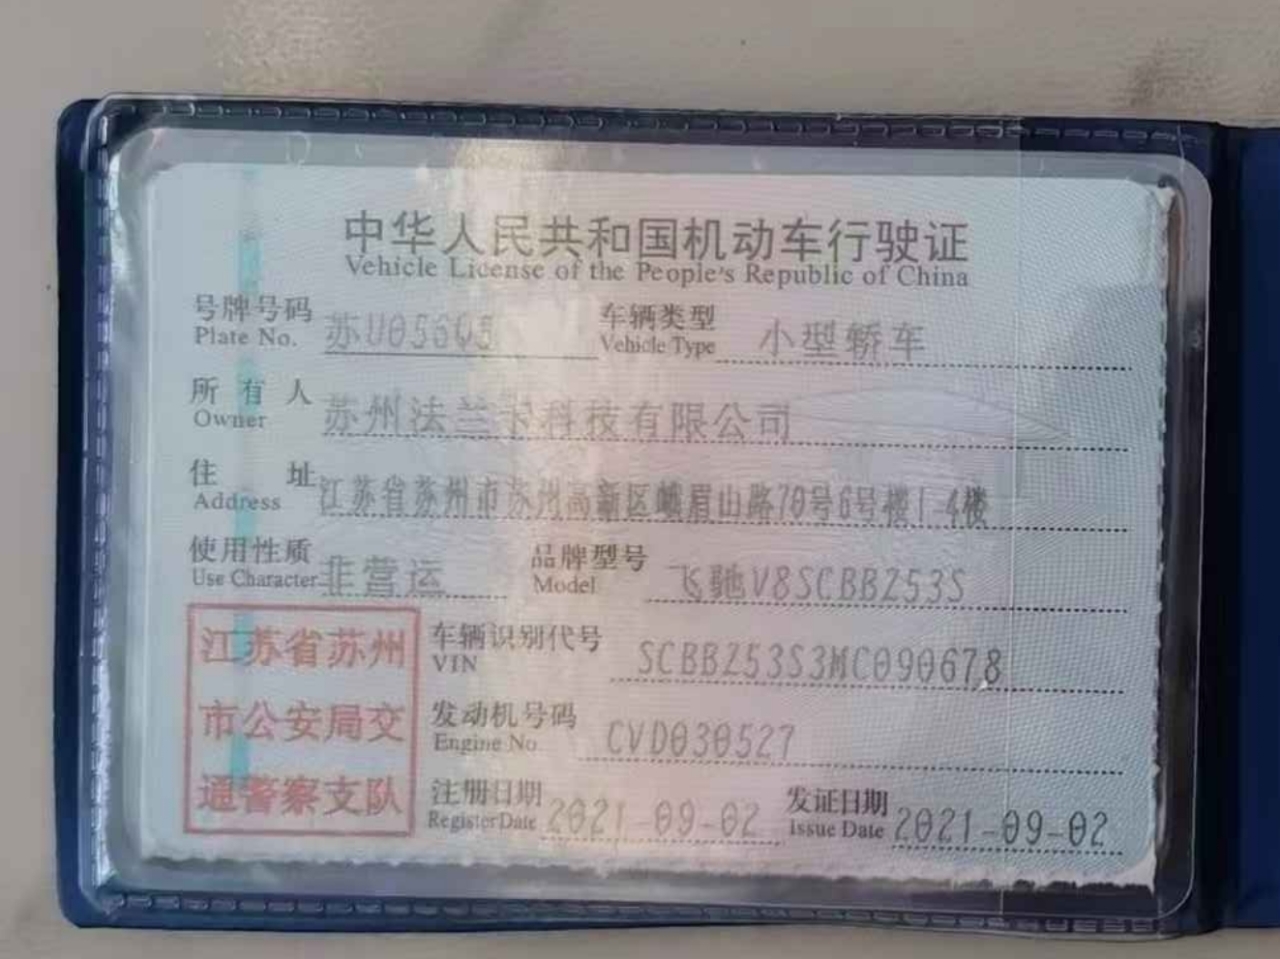 中华人民共和国机动车行驶证
Vehicle License of the People's Republic of China
号牌号码 苏U056Q5 车辆类型 小型轿车
Plate No. Vehicle Type
所有人 苏州法兰卡科技有限公司
Owner
住址 江苏省苏州市苏州高新区峨眉山路70号6号楼1-4楼
Address
使用性质 非营运 品牌型号 飞驰V8SCBBZ53S
Use Character Model
江苏省苏州
市公安局交
通警察支队
车辆识别代号 SCBBZ53S3MC090678
VIN
发动机号码 CVD030527
Engine No.
注册日期 2021-09-02 发证日期 2021-09-02
Register Date Issue Date